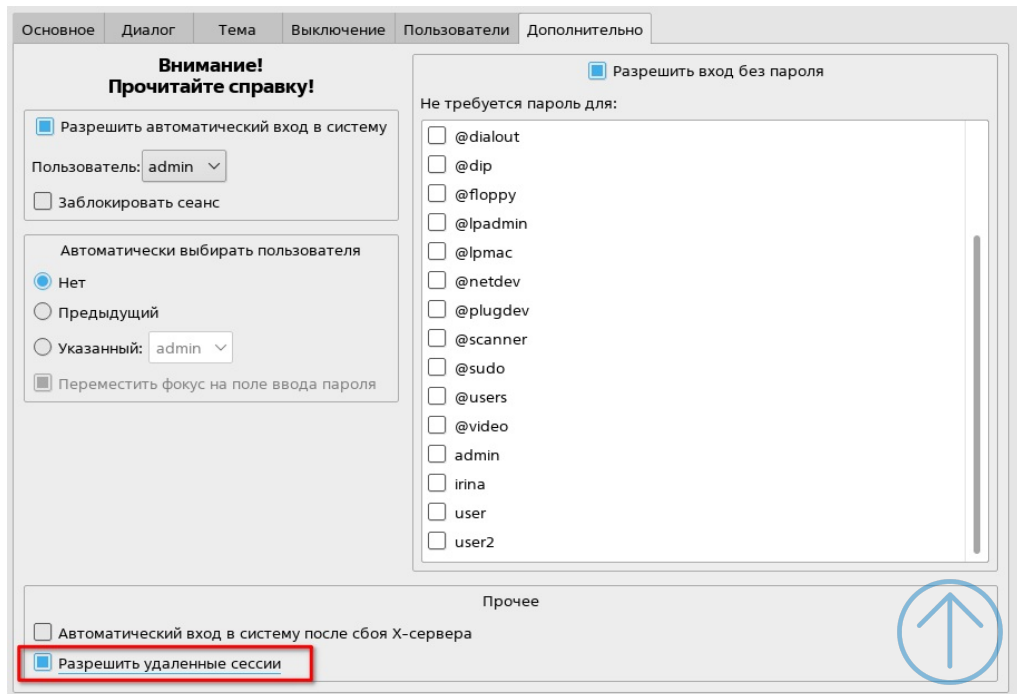 Основное Диалог Тема Выключение Пользователи Дополнительно
Внимание!
Прочитайте справку!
Разрешить автоматический вход в систему
Пользователь: admin
Заблокировать сеанс
Автоматически выбирать пользователя
Нет
Предыдущий
Указанный: admin
Переместить фокус на поле ввода пароля
Разрешить вход без пароля
Не требуется пароль для:
@dialout
@dip
@floppy
@lpadmin
@lpmac
@netdev
@plugdev
@scanner
@sudo
@users
@video
admin
irina
user
user2
Прочее
Автоматический вход в систему после сбоя X-сервера
Разрешить удаленные сессии